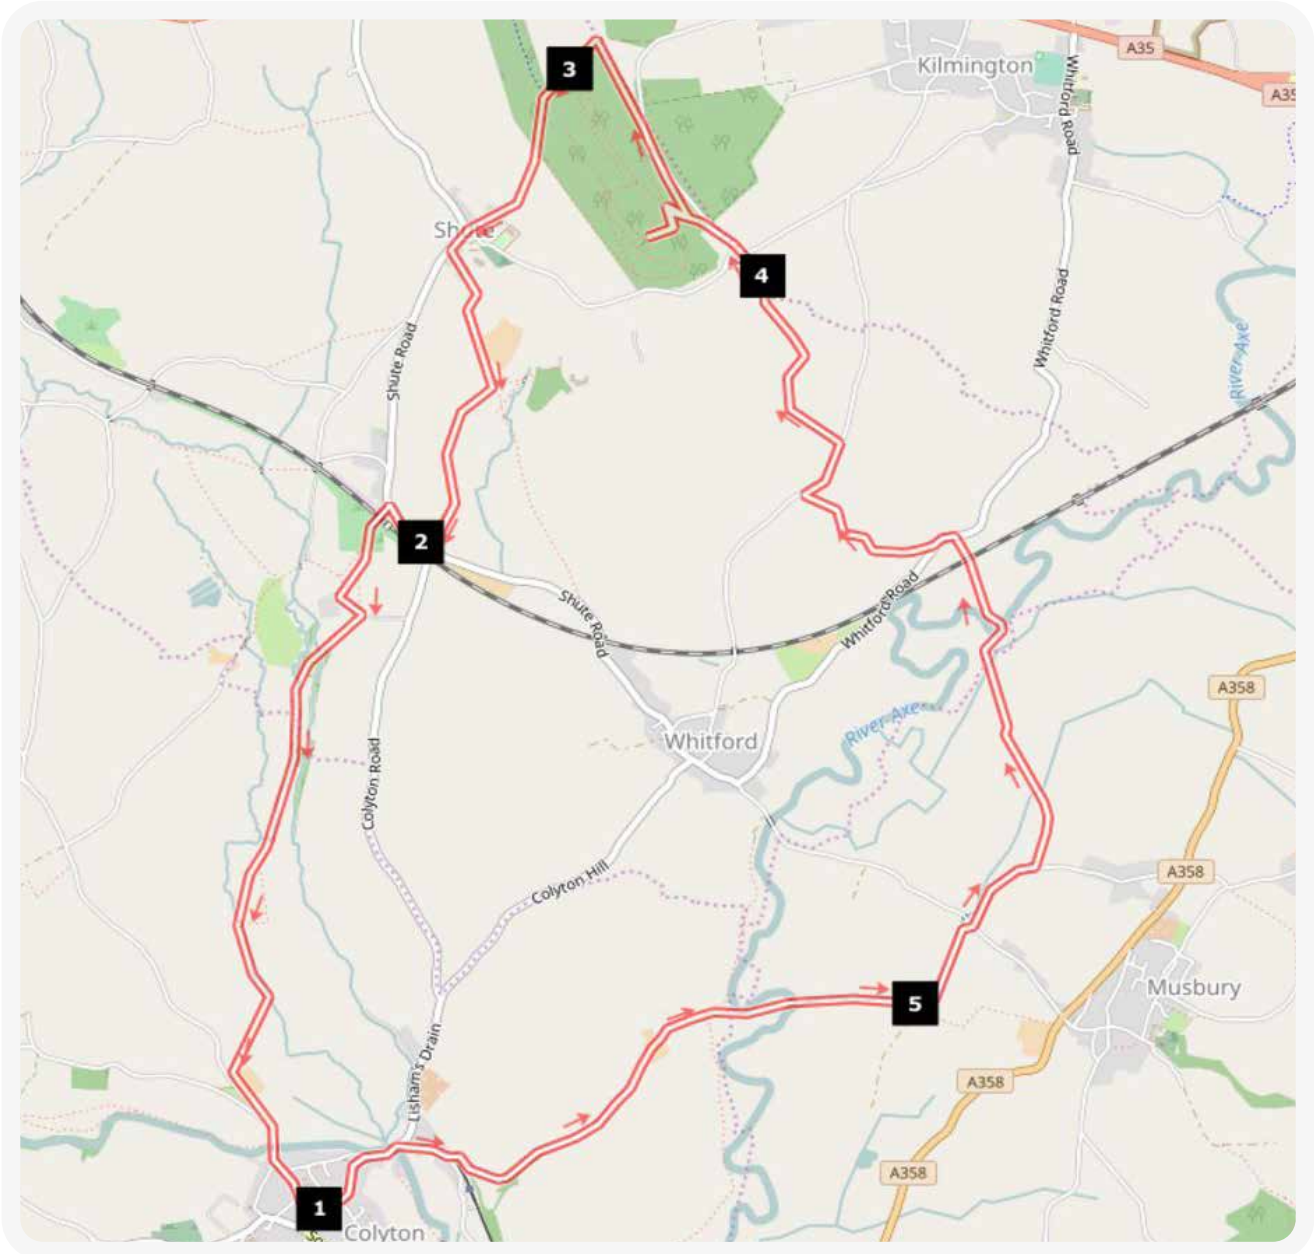 3
A35
Kilmington
A35
Whitford Road
Shute
4
River Axe
Whitford Road
Shute Road
2
Shute Road
Whitford Road
A358
River Axe
Whitford
Colyton Road
A358
Colyton Hill
Musbury
5
Lisham's Drain
A358
A358
1
Colyton